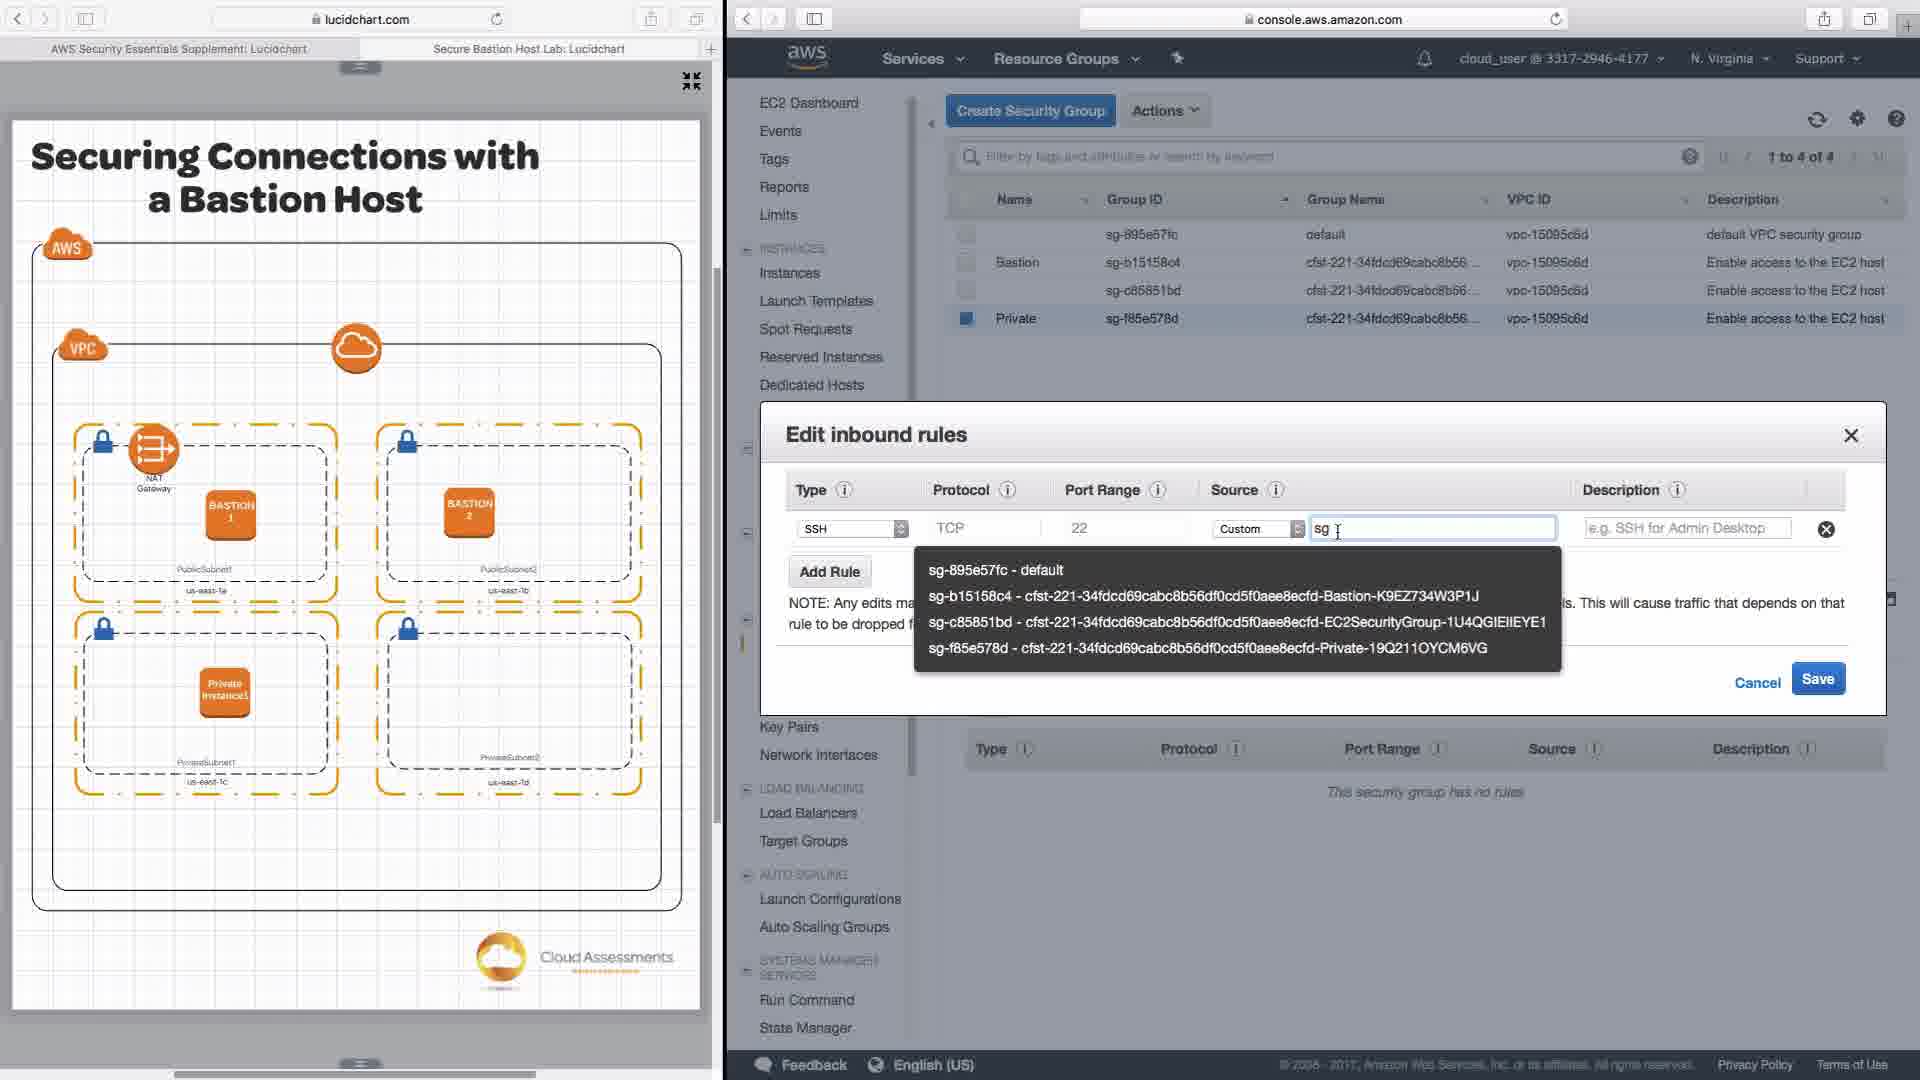 lucidchart.com
AWS Security Essentials Supplement: Lucidchart
Secure Bastion Host Lab: Lucidchart
Securing Connections with
a Bastion Host
AWS
VPC
NAT
Gateway
BASTION
1
BASTION
2
PublicSubnet1
us-east-1a
PublicSubnet2
us-east-1b
Private
Instance1
PrivateSubnet1
us-east-1c
PrivateSubnet2
us-east-1d
Cloud Assessments
console.aws.amazon.com
aws
Services
Resource Groups
cloud_user @ 3317-2946-4177
N. Virginia
Support
EC2 Dashboard
Events
Tags
Reports
Limits
INSTANCES
Instances
Launch Templates
Spot Requests
Reserved Instances
Dedicated Hosts
Create Security Group
Actions
Filter by tags and attributes or search by keyword
1 to 4 of 4
Name Group ID Group Name VPC ID Description
sg-895e57fc default vpc-15095c6d default VPC security group
Bastion sg-b15158c4 cfst-221-34fdcd69cabc8b56... vpc-15095c6d Enable access to the EC2 host
sg-c85851bd cfst-221-34fdcd69cabc8b56... vpc-15095c6d Enable access to the EC2 host
Private sg-f85e578d cfst-221-34fdcd69cabc8b56... vpc-15095c6d Enable access to the EC2 host
Edit inbound rules
Type Protocol Port Range Source Description
SSH TCP 22 Custom sg e.g. SSH for Admin Desktop
Add Rule
sg-895e57fc - default
sg-b15158c4 - cfst-221-34fdcd69cabc8b56df0cd5f0aee8ecfd-Bastion-K9EZ734W3P1J
sg-c85851bd - cfst-221-34fdcd69cabc8b56df0cd5f0aee8ecfd-EC2SecurityGroup-1U4QGIEIIEYE1
sg-f85e578d - cfst-221-34fdcd69cabc8b56df0cd5f0aee8ecfd-Private-19Q211OYCM6VG
NOTE: Any edits ma
s. This will cause traffic that depends on that
rule to be dropped f
Cancel
Save
Key Pairs
Network Interfaces
LOAD BALANCING
Load Balancers
Target Groups
AUTO SCALING
Launch Configurations
Auto Scaling Groups
SYSTEMS MANAGER
SERVICES
Run Command
State Manager
Type Protocol Port Range Source Description
This security group has no rules
Feedback
English (US)
© 2008 - 2017, Amazon Web Services, Inc. or its affiliates. All rights reserved.
Privacy Policy
Terms of Use